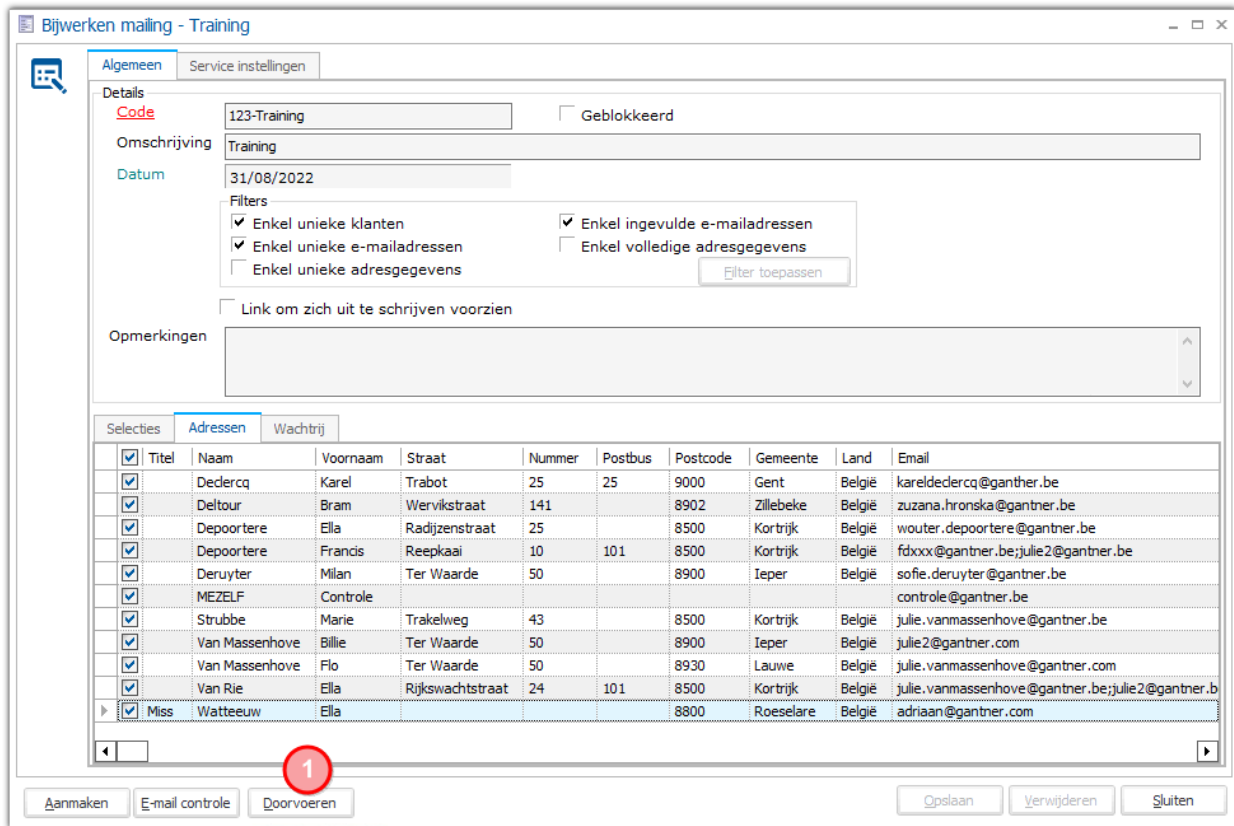 Bijwerken mailing - Training
Algemeen Service instellingen
Details
Code 123-Training Geblokkeerd
Omschrijving Training
Datum 31/08/2022
Filters
Enkel unieke klanten Enkel ingevulde e-mailadressen
Enkel unieke e-mailadressen Enkel volledige adresgegevens
Enkel unieke adresgegevens Filter toepassen
Link om zich uit te schrijven voorzien
Opmerkingen
Selecties Adressen Wachtrij
Titel Naam Voornaam Straat Nummer Postbus Postcode Gemeente Land Email
Declercq Karel Trabot 25 25 9000 Gent België kareldeclercq@ganther.be
Deltour Bram Wervikstraat 141 8902 Zillebeke België zuzana.hronska@gantner.be
Depoortere Ella Radijzenstraat 25 8500 Kortrijk België wouter.depoortere@gantner.be
Depoortere Francis Reepkaai 10 101 8500 Kortrijk België fdxxx@gantner.be;julie2@gantner.be
Deruyter Milan Ter Waarde 50 8900 Ieper België sofie.deruyter@gantner.be
MEZELF Controle controle@gantner.be
Strubbe Marie Trakelweg 43 8500 Kortrijk België julie.vanmassenhove@gantner.be
Van Massenhove Billie Ter Waarde 50 8900 Ieper België julie2@gantner.com
Van Massenhove Flo Ter Waarde 50 8930 Lauwe België julie.vanmassenhove@gantner.com
Van Rie Ella Rijkswachtstraat 24 101 8500 Kortrijk België julie.vanmassenhove@gantner.be;julie2@gantner.b
Miss Watteeuw Ella 8800 Roeselare België adriaan@gantner.com
1
Aanmaken E-mail controle Doorvoeren Opslaan Verwijderen Sluiten